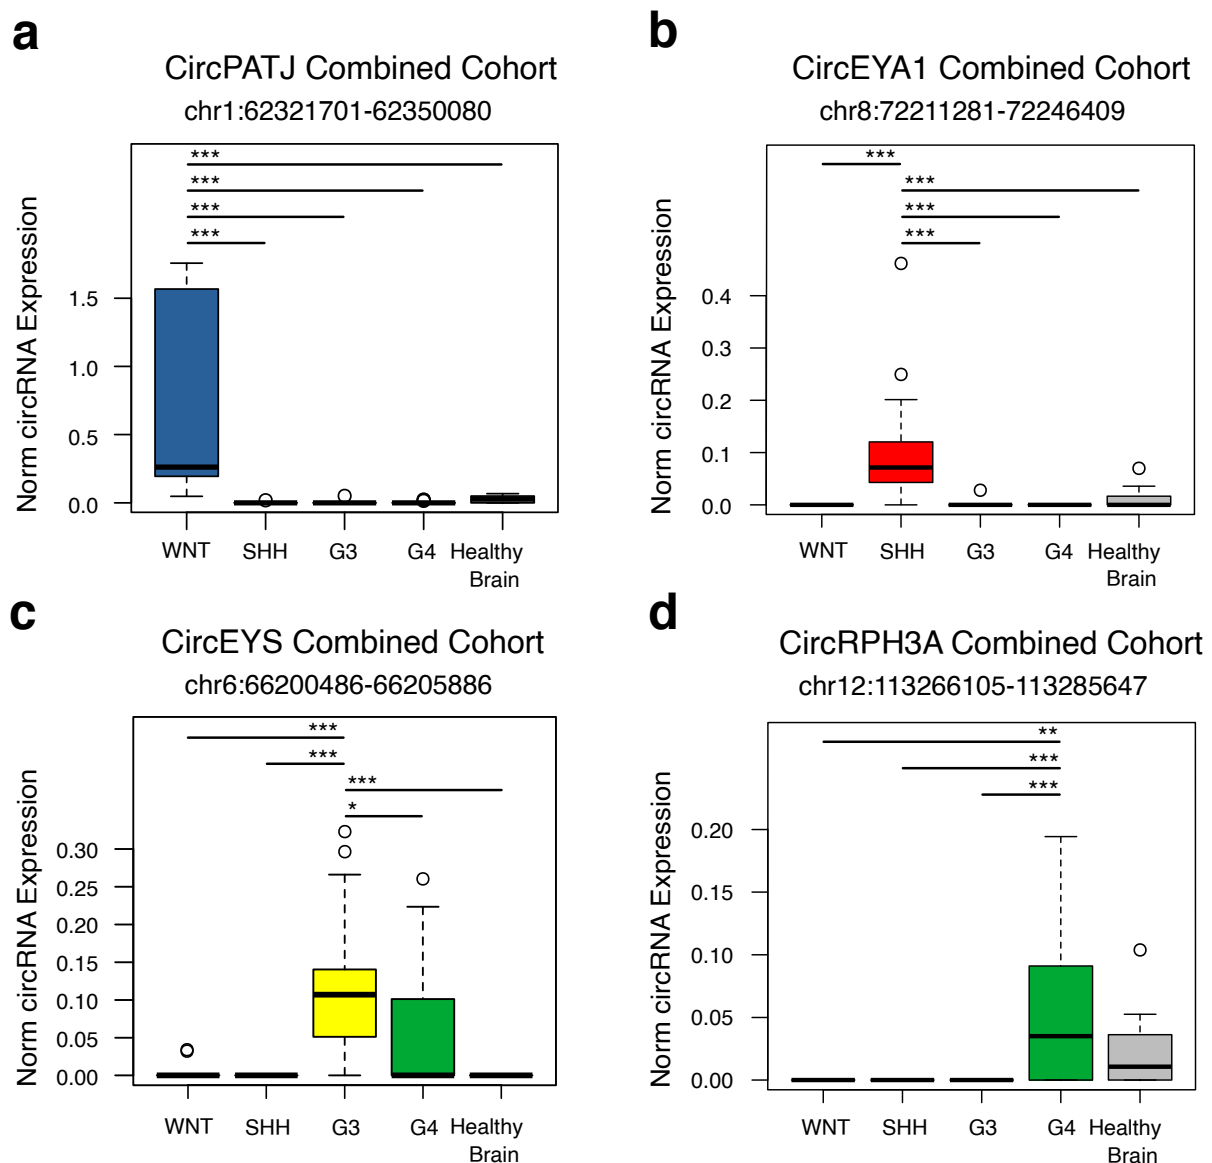 a
CircPATJ Combined Cohort
chr1:62321701-62350080
Norm circRNA Expression
***
***
***
***
1.5
1.0
0.5
0.0
WNT
SHH
G3
G4
Healthy
Brain
b
CircEYA1 Combined Cohort
chr8:72211281-72246409
Norm circRNA Expression
***
***
***
***
0.4
0.3
0.2
0.1
0.0
WNT
SHH
G3
G4
Healthy
Brain
c
CircEYS Combined Cohort
chr6:66200486-66205886
Norm circRNA Expression
***
***
***
*
0.30
0.25
0.20
0.15
0.10
0.05
0.00
WNT
SHH
G3
G4
Healthy
Brain
d
CircRPH3A Combined Cohort
chr12:113266105-113285647
Norm circRNA Expression
**
***
***
0.20
0.15
0.10
0.05
0.00
WNT
SHH
G3
G4
Healthy
Brain